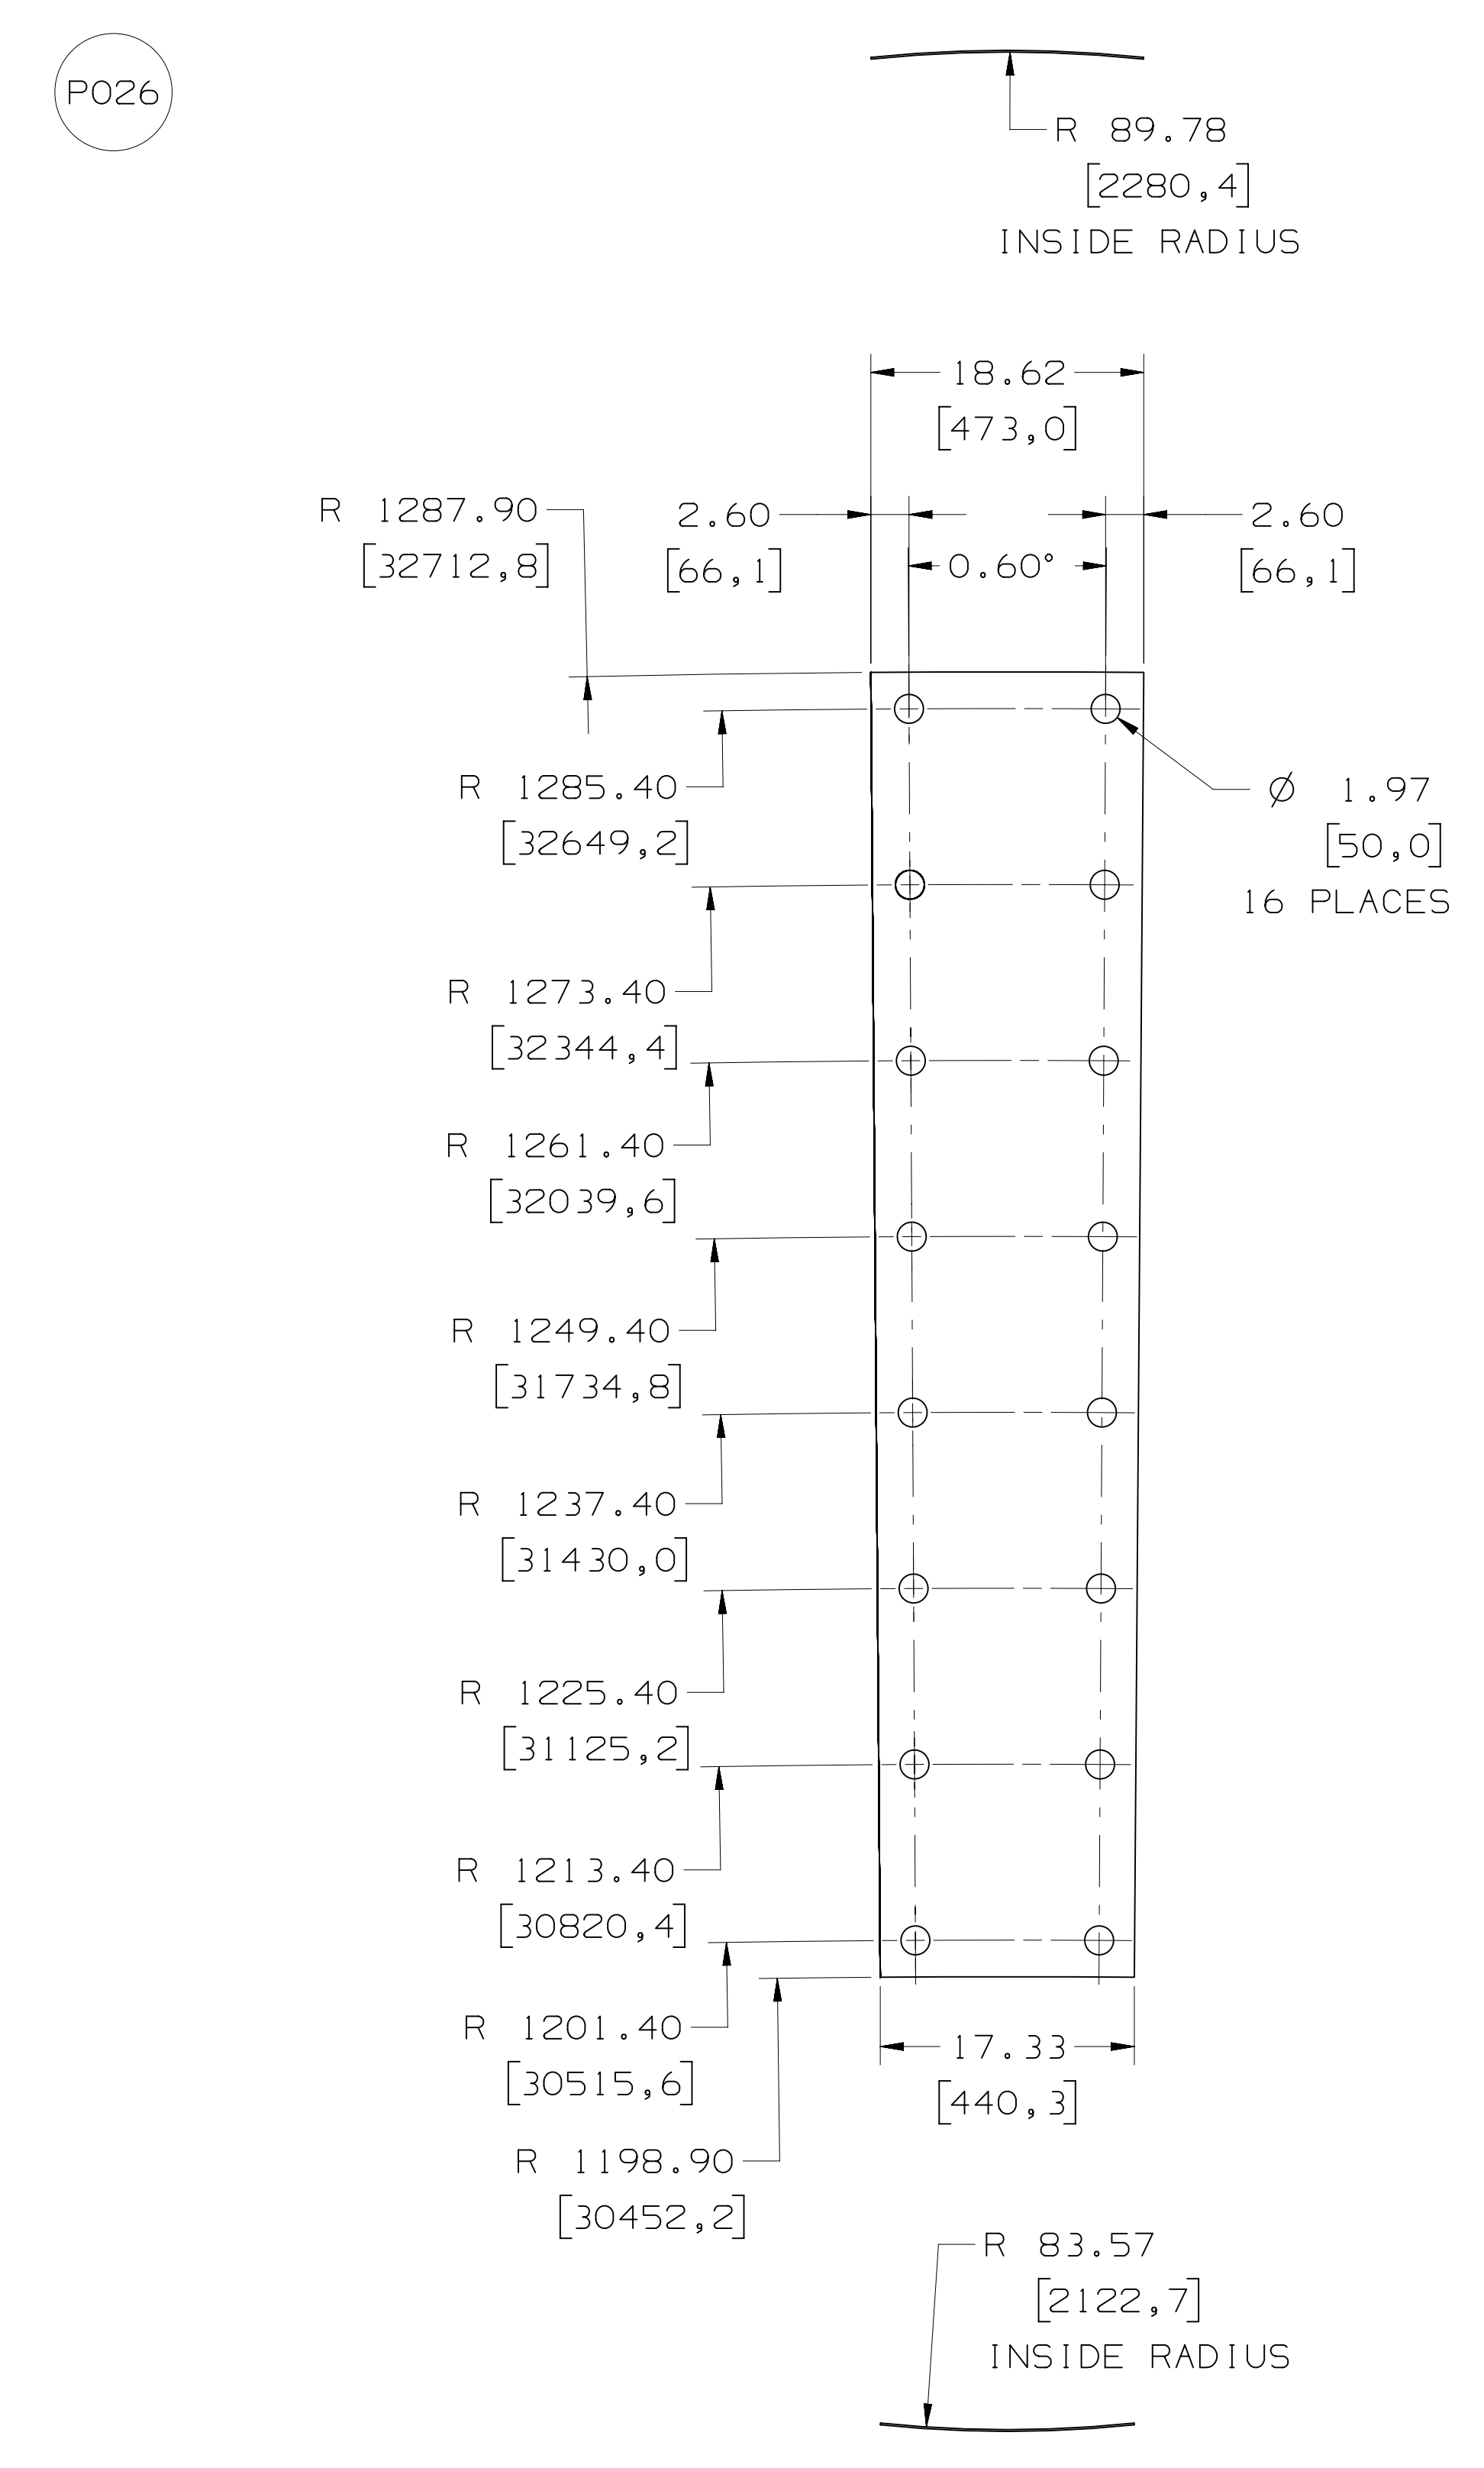 P026
R 89.78
[2280,4]
INSIDE RADIUS
18.62
[473,0]
R 1287.90
[32712,8]
2.60
[66,1]
0.60°
2.60
[66,1]
R 1285.40
[32649,2]
Ø 1.97
[50,0]
16 PLACES
R 1273.40
[32344,4]
R 1261.40
[32039,6]
R 1249.40
[31734,8]
R 1237.40
[31430,0]
R 1225.40
[31125,2]
R 1213.40
[30820,4]
R 1201.40
[30515,6]
17.33
[440,3]
R 1198.90
[30452,2]
R 83.57
[2122,7]
INSIDE RADIUS